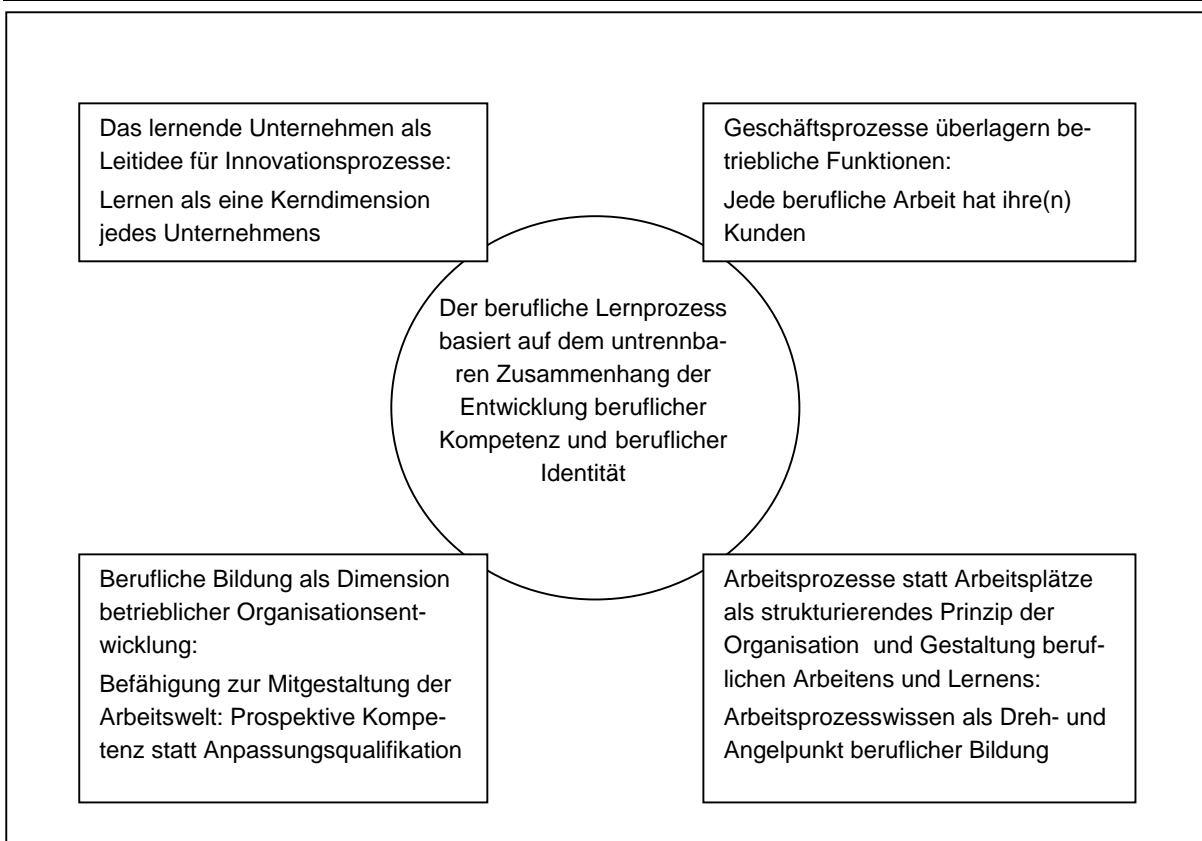 Das lernende Unternehmen als
Leitidee für Innovationsprozesse:
Lernen als eine Kerndimension
jedes Unternehmens
Geschäftsprozesse überlagern be-
triebliche Funktionen:
Jede berufliche Arbeit hat ihre(n)
Kunden
Der berufliche Lernprozess
basiert auf dem untrennba-
ren Zusammenhang der
Entwicklung beruflicher
Kompetenz und beruflicher
Identität
Berufliche Bildung als Dimension
betrieblicher Organisationsent-
wicklung:
Befähigung zur Mitgestaltung der
Arbeitswelt: Prospektive Kompe-
tenz statt Anpassungsqualifikation
Arbeitsprozesse statt Arbeitsplätze
als strukturierendes Prinzip der
Organisation und Gestaltung beruf-
lichen Arbeitens und Lernens:
Arbeitsprozesswissen als Dreh- und
Angelpunkt beruflicher Bildung